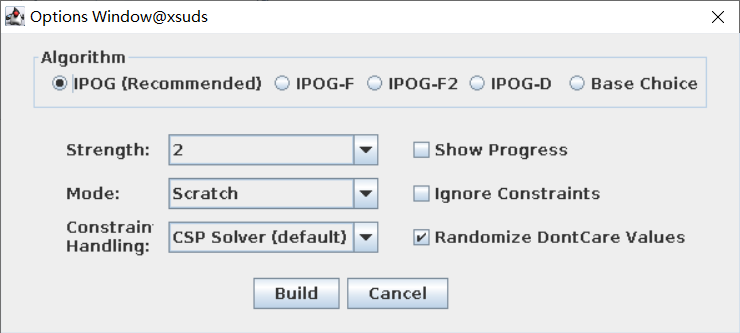 Options Window@xsuds
Algorithm
IPOG (Recommended) IPOG-F IPOG-F2 IPOG-D Base Choice
Strength: 2 Show Progress
Mode: Scratch Ignore Constraints
Constrain
Handling: CSP Solver (default) Randomize DontCare Values
Build Cancel